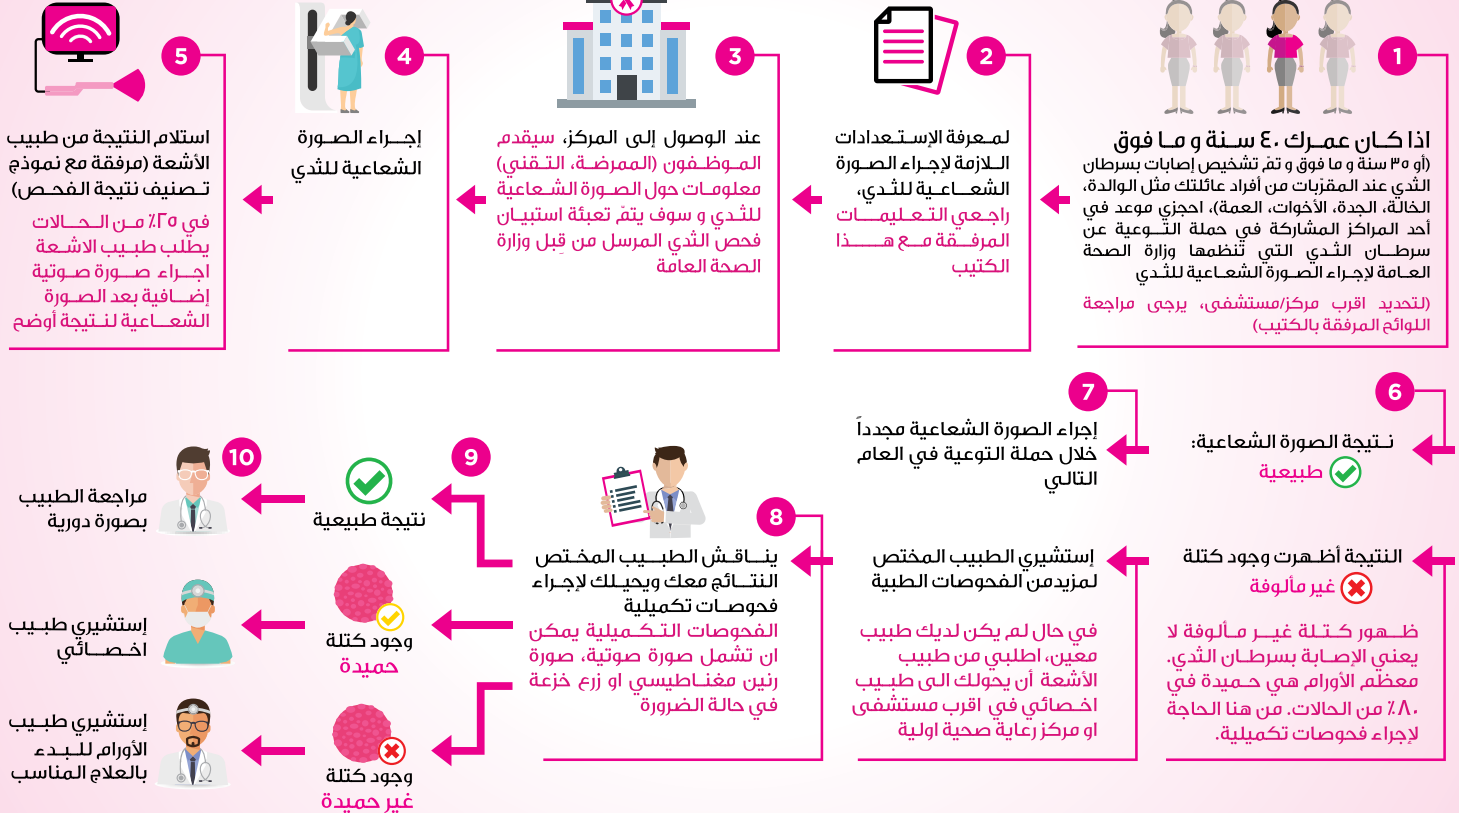 1
اذا كان عمرك ٤٠ سنة و ما فوق
(أو ٣٥ سنة و ما فوق و تمّ تشخيص إصابات بسرطان
الثدي عند المقرّبات من أفراد عائلتك مثل الوالدة،
الخالة، الجدة، الأخوات، العمة)، احجزي موعد في
أحد المراكز المشاركة في حملة التوعية عن
سرطان الثدي التي تنظمها وزارة الصحة
العامة لإجراء الصورة الشعاعية للثدي
(لتحديد اقرب مركز/مستشفى، يرجى مراجعة
اللوائح المرفقة بالكتيب)
2
لمعرفة الإستعدادات
اللازمة لإجراء الصورة
الشعاعية للثدي،
راجعي التعليمات
المرفقة مع هذا
الكتيب
3
عند الوصول إلى المركز، سيقدم
الموظفون (الممرضة، التقني)
معلومات حول الصورة الشعاعية
للثدي و سوف يتمّ تعبئة استبيان
فحص الثدي المرسل من قِبل وزارة
الصحة العامة
4
إجراء الصورة
الشعاعية للثدي
5
استلام النتيجة من طبيب
الأشعة (مرفقة مع نموذج
تصنيف نتيجة الفحص)
في ٢٥٪ من الحالات
يطلب طبيب الاشعة
اجراء صورة صوتية
إضافية بعد الصورة
الشعاعية لنتيجة أوضح
6
نتيجة الصورة الشعاعية:
طبيعية
7
إجراء الصورة الشعاعية مجدداً
خلال حملة التوعية في العام
التالي
النتيجة أظهرت وجود كتلة
غير مألوفة
ظهور كتلة غير مألوفة لا
يعني الإصابة بسرطان الثدي.
معظم الأورام هي حميدة في
٨٠٪ من الحالات. من هنا الحاجة
لإجراء فحوصات تكميلية.
إستشيري الطبيب المختص
لمزيدمن الفحوصات الطبية
في حال لم يكن لديك طبيب
معين، اطلبي من طبيب
الأشعة أن يحولك الى طبيب
اخصائي في اقرب مستشفى
او مركز رعاية صحية اولية
8
يناقش الطبيب المختص
النتائج معك ويحيلك لإجراء
فحوصات تكميلية
الفحوصات التكميلية يمكن
ان تشمل صورة صوتية، صورة
رنين مغناطيسي او زرع خزعة
في حالة الضرورة
9
نتيجة طبيعية
وجود كتلة
حميدة
وجود كتلة
غير حميدة
10
مراجعة الطبيب
بصورة دورية
إستشيري طبيب
اخصائي
إستشيري طبيب
الأورام للبدء
بالعلاج المناسب